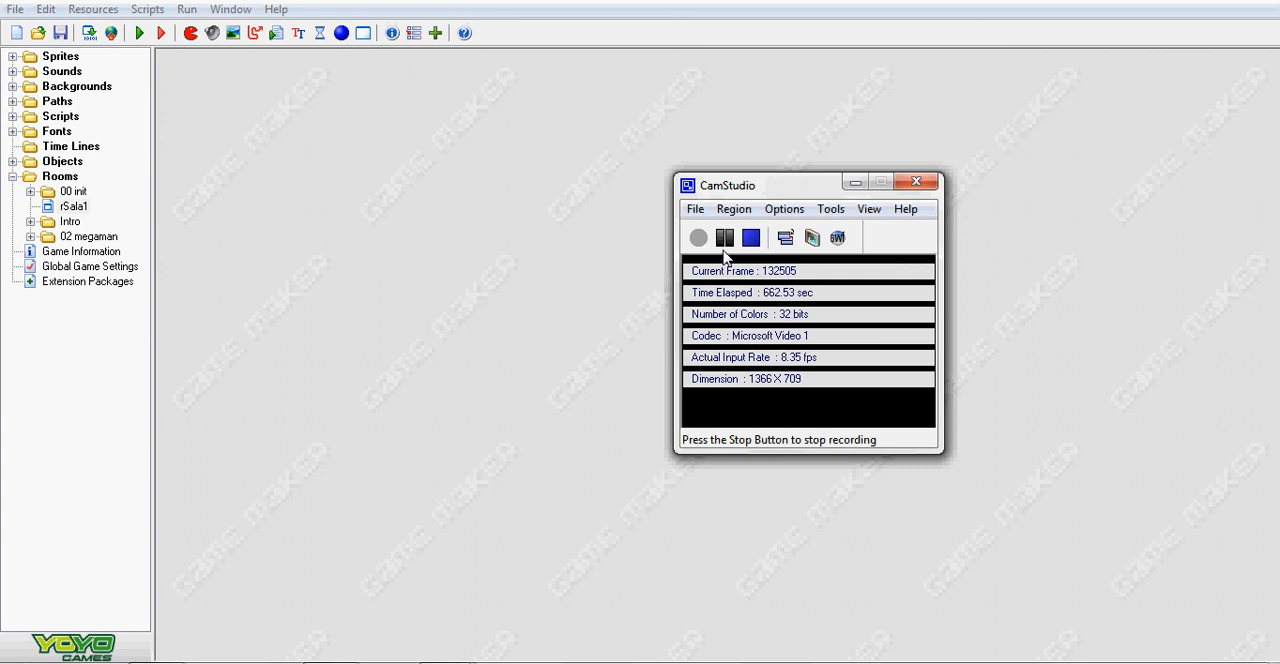 File Edit Resources Scripts Run Window Help
Sprites
Sounds
Backgrounds
Paths
Scripts
Fonts
Time Lines
Objects
Rooms
00 init
rSala1
Intro
02 megaman
Game Information
Global Game Settings
Extension Packages
YOYO
GAMES
GAME MAKER
CamStudio
File Region Options Tools View Help
SWF
Current Frame : 132505
Time Elasped : 662.53 sec
Number of Colors : 32 bits
Codec : Microsoft Video 1
Actual Input Rate : 8.35 fps
Dimension : 1366 X 709
Press the Stop Button to stop recording